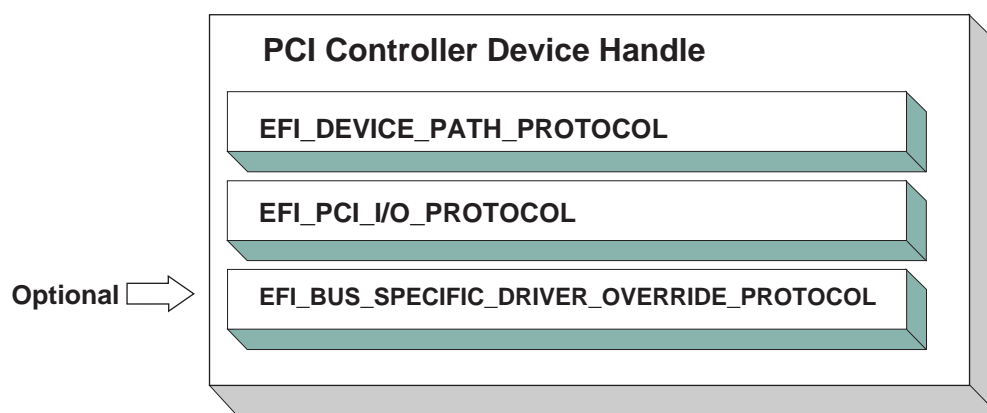 PCI Controller Device Handle
EFI_DEVICE_PATH_PROTOCOL
EFI_PCI_I/O_PROTOCOL
Optional
EFI_BUS_SPECIFIC_DRIVER_OVERRIDE_PROTOCOL